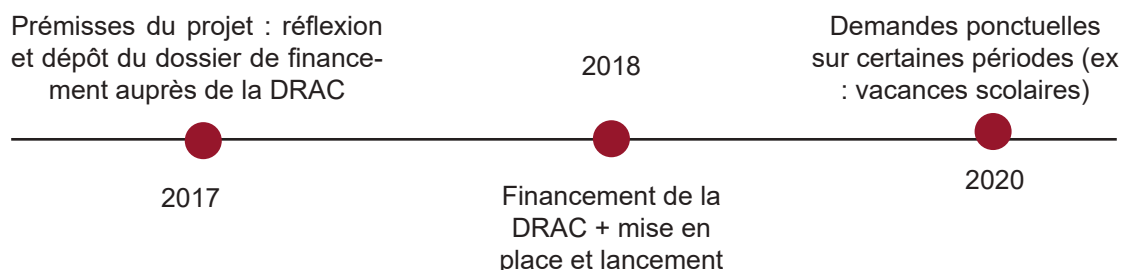 Prémisses du projet : réflexion
et dépôt du dossier de finance-
ment auprès de la DRAC
2017
2018
Financement de la
DRAC + mise en
place et lancement
Demandes ponctuelles
sur certaines périodes (ex
: vacances scolaires)
2020